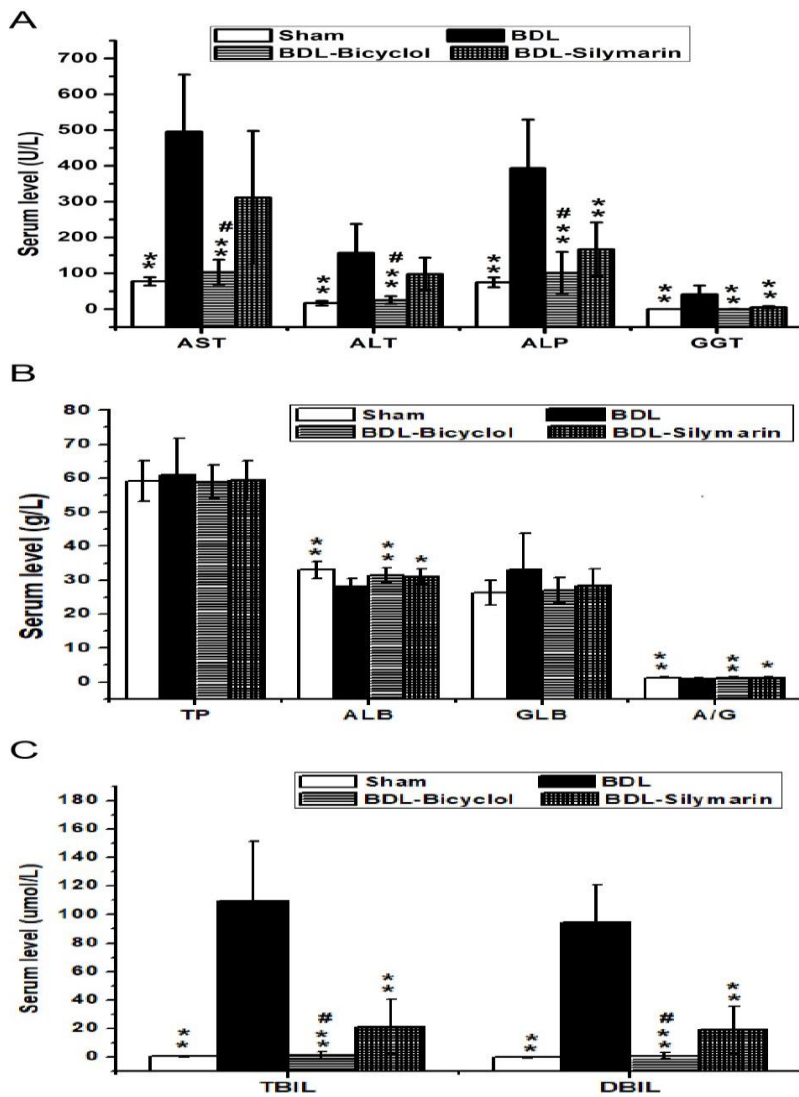 A
Sham BDL
BDL-Bicyclol BDL-Silymarin
Serum level (U/L)
700
600
500
400
300
200
100
0
** # ** ** # ** ** # ** ** ** ** **
AST ALT ALP GGT
B
Sham BDL
BDL-Bicyclol BDL-Silymarin
Serum level (g/L)
80
70
60
50
40
30
20
10
0
** ** * ** ** *
TP ALB GLB A/G
C
Sham BDL
BDL-Bicyclol BDL-Silymarin
Serum level (umol/L)
180
160
140
120
100
80
60
40
20
0
** # ** ** ** # ** **
TBIL DBIL